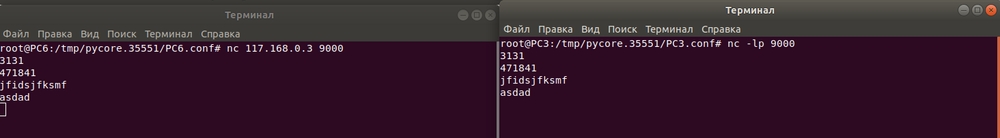 Терминал
Файл Правка Вид Поиск Терминал Справка
root@PC6:/tmp/pycore.35551/PC6.conf# nc 117.168.0.3 9000
3131
471841
jfidsjfksmf
asdad
Терминал
Файл Правка Вид Поиск Терминал Справка
root@PC3:/tmp/pycore.35551/PC3.conf# nc -lp 9000
3131
471841
jfidsjfksmf
asdad